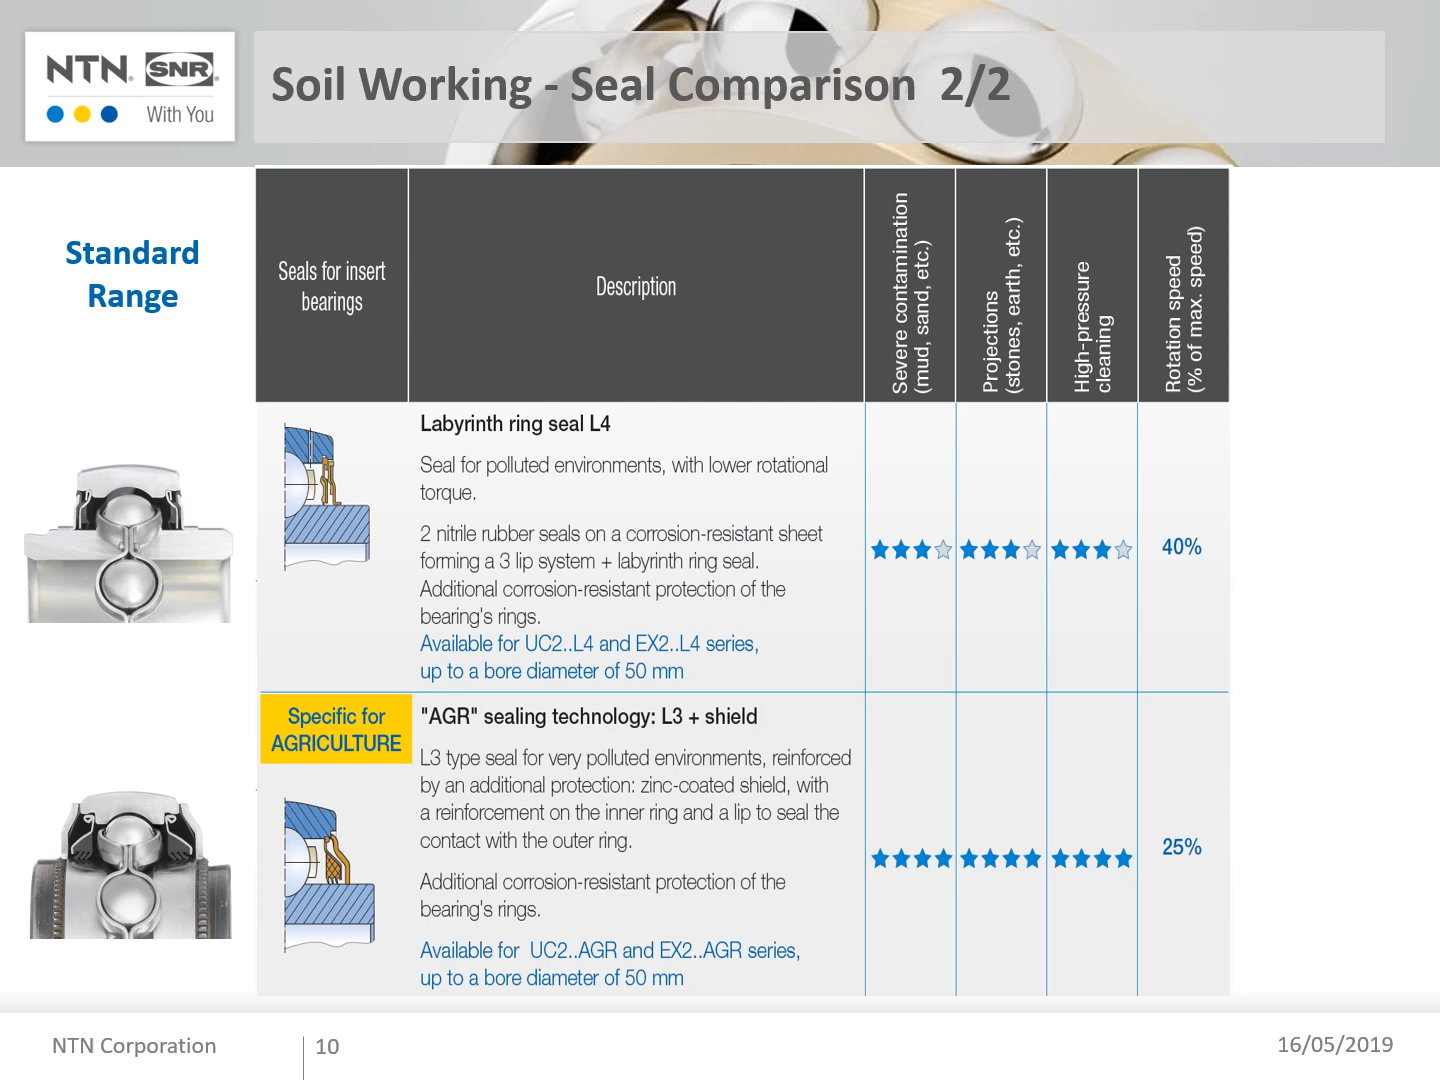 NTN SNR
With You
Soil Working - Seal Comparison 2/2
Standard
Range
Seals for insert
bearings
Description
Severe contamination
(mud, sand, etc.)
Projections
(stones, earth, etc.)
High-pressure
cleaning
Rotation speed
(% of max. speed)
Labyrinth ring seal L4
Seal for polluted environments, with lower rotational
torque.
2 nitrile rubber seals on a corrosion-resistant sheet
forming a 3 lip system + labyrinth ring seal.
Additional corrosion-resistant protection of the
bearing's rings.
Available for UC2..L4 and EX2..L4 series,
up to a bore diameter of 50 mm
40%
Specific for
AGRICULTURE
"AGR" sealing technology: L3 + shield
L3 type seal for very polluted environments, reinforced
by an additional protection: zinc-coated shield, with
a reinforcement on the inner ring and a lip to seal the
contact with the outer ring.
Additional corrosion-resistant protection of the
bearing's rings.
Available for UC2..AGR and EX2..AGR series,
up to a bore diameter of 50 mm
25%
NTN Corporation
10
16/05/2019